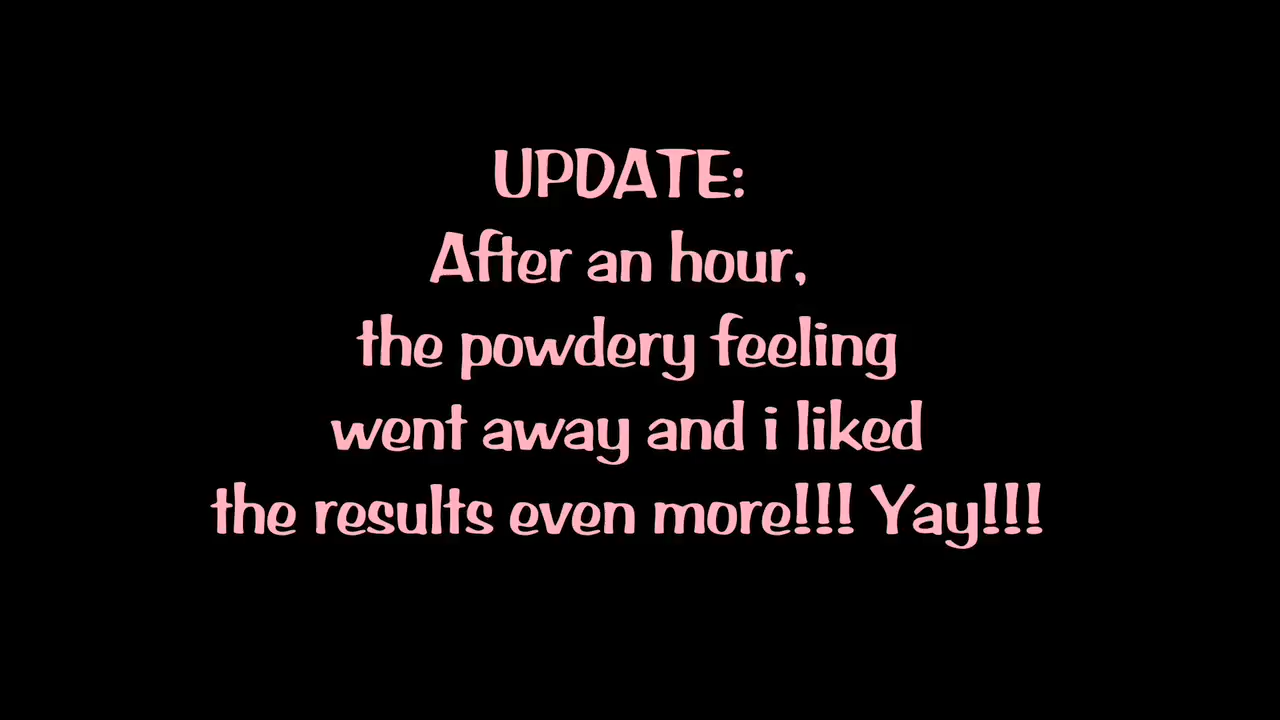 UPDATE:
After an hour,
the powdery feeling
went away and i liked
the results even more!!! Yay!!!